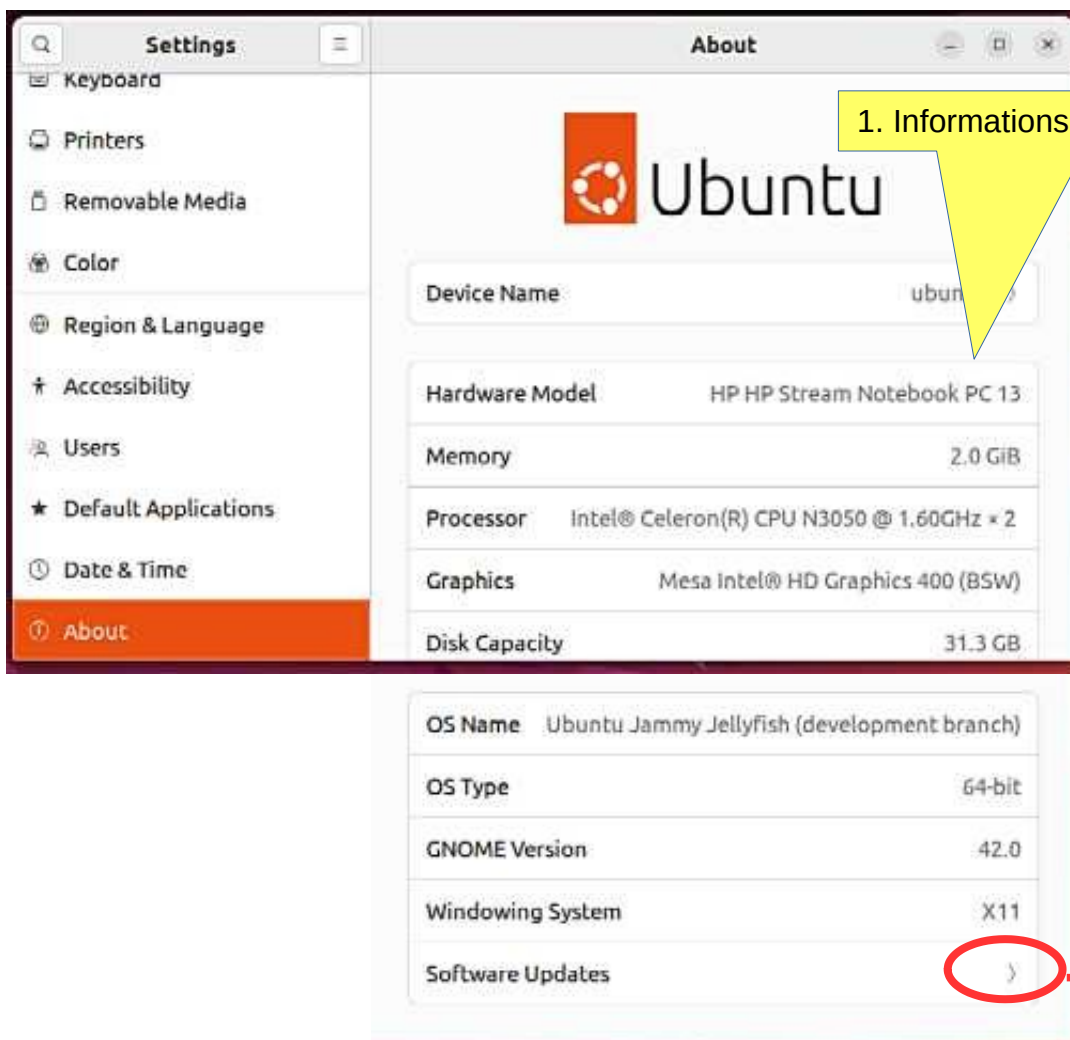 Settings
About
Keyboard
Printers
Removable Media
Color
Region & Language
Accessibility
Users
Default Applications
Date & Time
About
1. Informations
Ubuntu
Device Name
Hardware Model HP HP Stream Notebook PC 13
Memory 2.0 GiB
Processor Intel® Celeron(R) CPU N3050 @ 1.60GHz × 2
Graphics Mesa Intel® HD Graphics 400 (BSW)
Disk Capacity 31.3 GB
OS Name Ubuntu Jammy Jellyfish (development branch)
OS Type 64-bit
GNOME Version 42.0
Windowing System X11
Software Updates